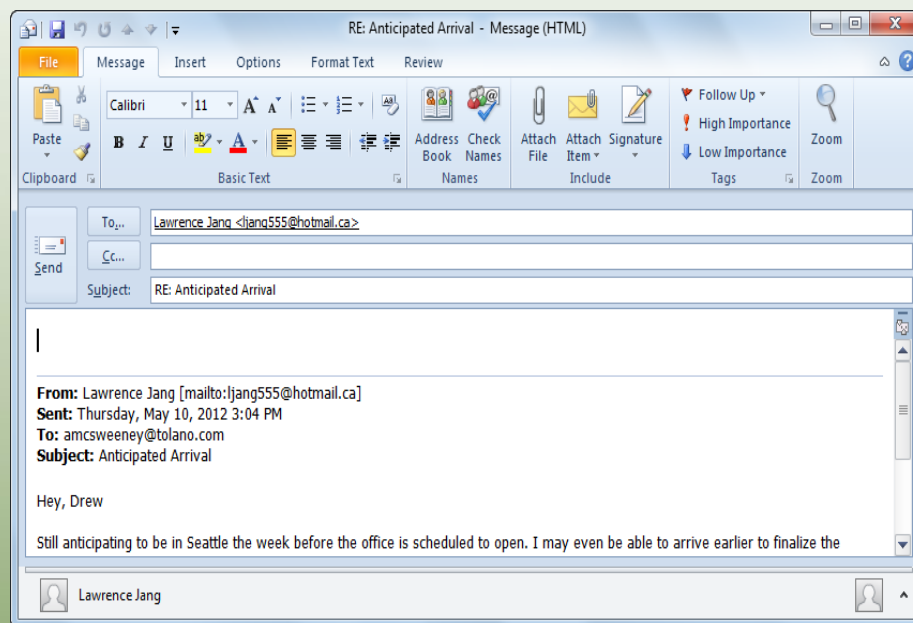 RE: Anticipated Arrival - Message (HTML)
File Message Insert Options Format Text Review
Paste
Clipboard
Calibri 11 A A
B I U ab A
Basic Text
Address Book
Check Names
Names
Attach File
Attach Item
Signature
Include
Follow Up
High Importance
Low Importance
Tags
Zoom
Zoom
Send
To... Lawrence Jang <ljang555@hotmail.ca>
Cc...
Subject: RE: Anticipated Arrival
From: Lawrence Jang [mailto:ljang555@hotmail.ca]
Sent: Thursday, May 10, 2012 3:04 PM
To: amcsweeney@tolano.com
Subject: Anticipated Arrival
Hey, Drew
Still anticipating to be in Seattle the week before the office is scheduled to open. I may even be able to arrive earlier to finalize the
Lawrence Jang